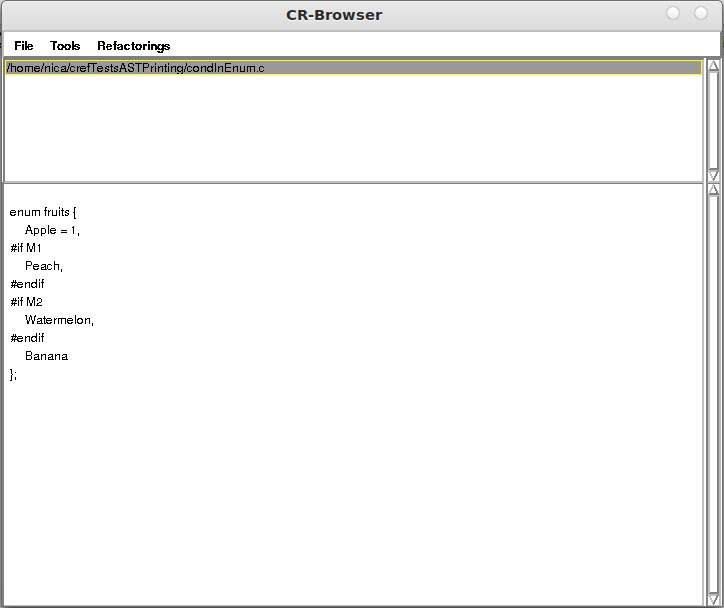 CR-Browser
File Tools Refactorings
/home/nica/crefTestsASTPrinting/condInEnum.c
enum fruits {
Apple = 1,
#if M1
Peach,
#endif
#if M2
Watermelon,
#endif
Banana
};